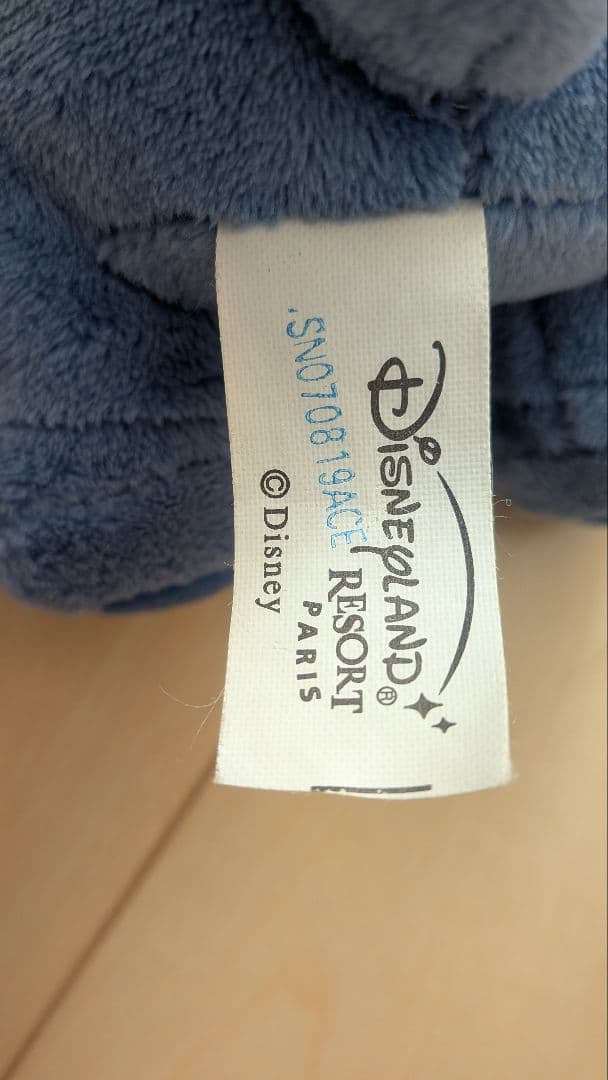 DISNEYLAND®
RESORT
PARIS
.SN070819ACE
©Disney